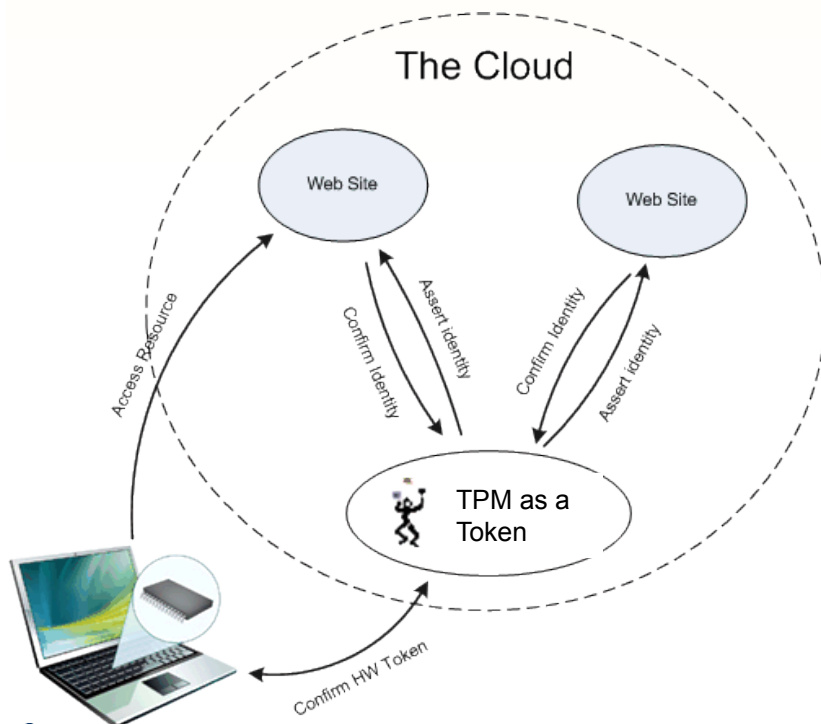 The Cloud
Web Site
Web Site
Access Resource
Confirm Identity
Assert identity
Confirm Identity
Assert identity
TPM as a
Token
Confirm HW Token